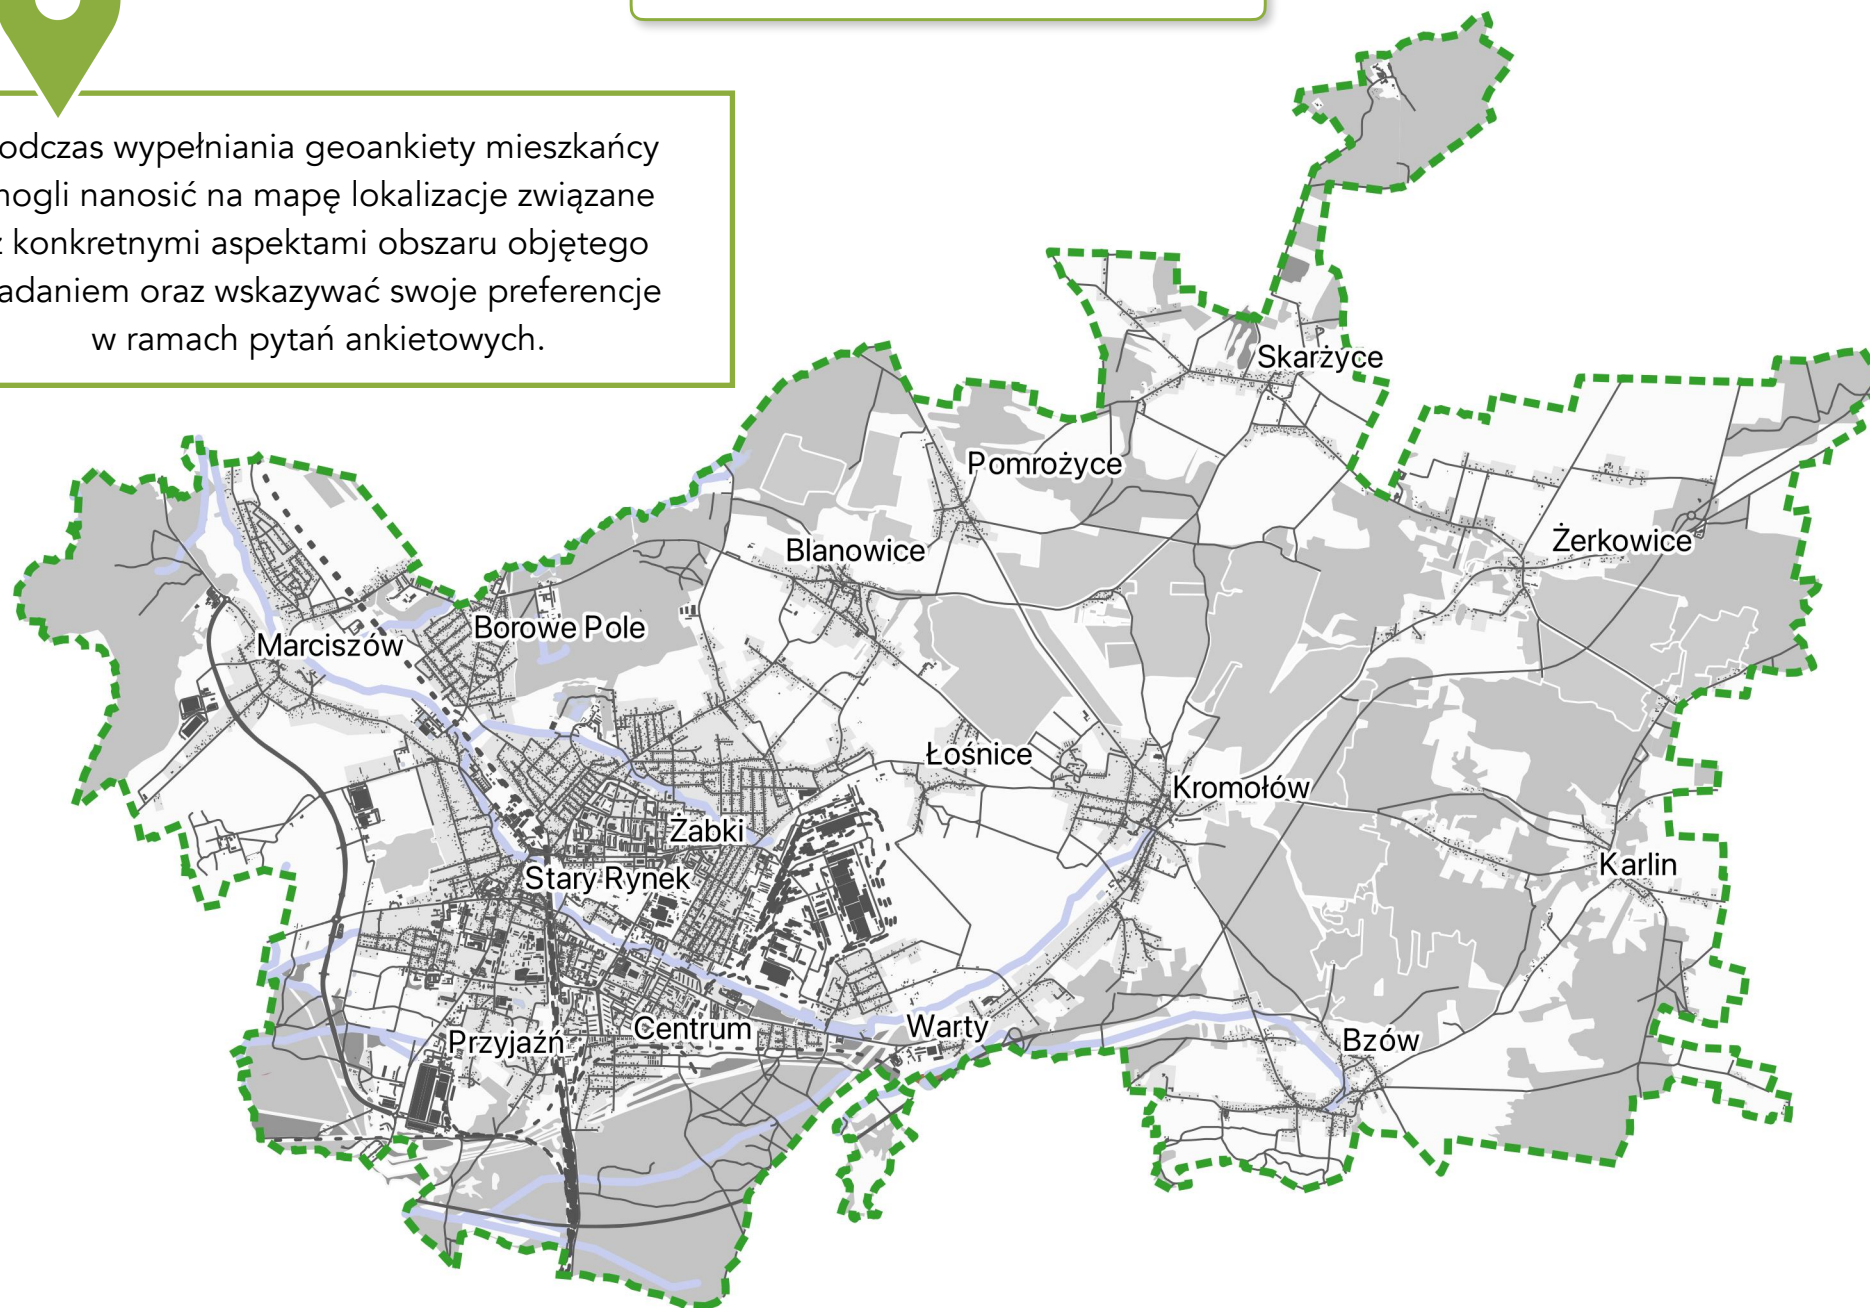 odczas wypełniania geoankiety mieszkańcy
nogli nanosić na mapę lokalizacje związane
z konkretnymi aspektami obszaru objętego
adaniem oraz wskazywać swoje preferencje
w ramach pytań ankietowych.
Skarżyce
Pomrożyce
Żerkowice
Blanowice
Borowe Pole
Marciszów
Łośnice
Kromołów
Żabki
Karlin
Stary Rynek
Warty
Centrum
Przyjaźń
Bzów